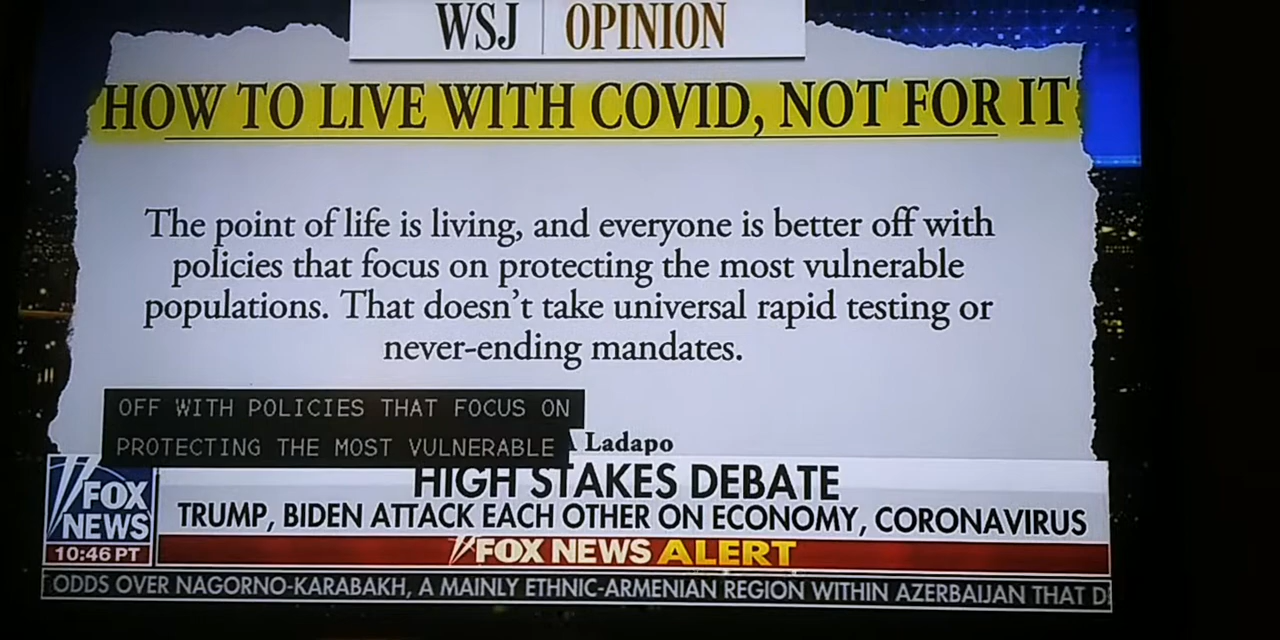 WSJ OPINION
HOW TO LIVE WITH COVID, NOT FOR IT
The point of life is living, and everyone is better off with
policies that focus on protecting the most vulnerable
populations. That doesn't take universal rapid testing or
never-ending mandates.
OFF WITH POLICIES THAT FOCUS ON
PROTECTING THE MOST VULNERABLE
Ladapo
HIGH STAKES DEBATE
TRUMP, BIDEN ATTACK EACH OTHER ON ECONOMY, CORONAVIRUS
FOX
NEWS
10:46 PT
FOX NEWS ALERT
ODDS OVER NAGORNO-KARABAKH, A MAINLY ETHNIC-ARMENIAN REGION WITHIN AZERBAIJAN THAT D